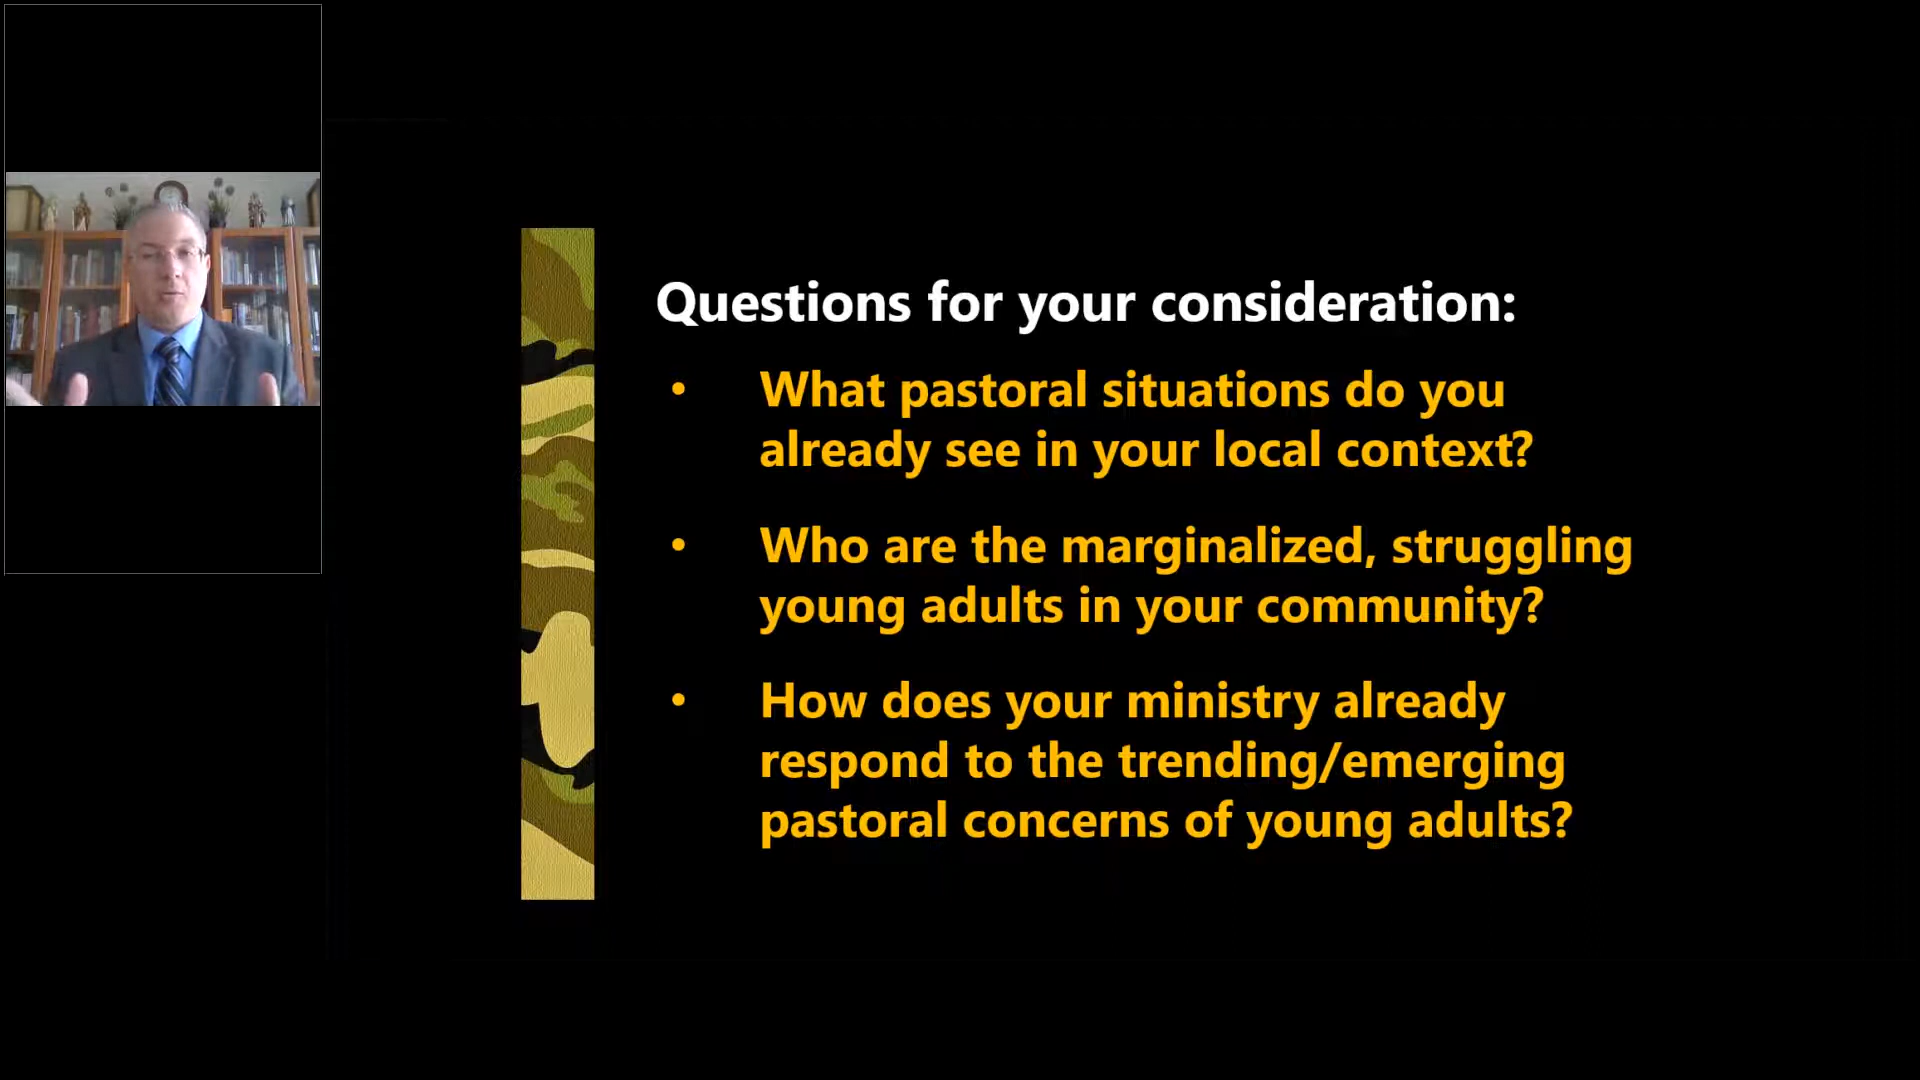 Questions for your consideration:
• What pastoral situations do you
already see in your local context?
• Who are the marginalized, struggling
young adults in your community?
• How does your ministry already
respond to the trending/emerging
pastoral concerns of young adults?